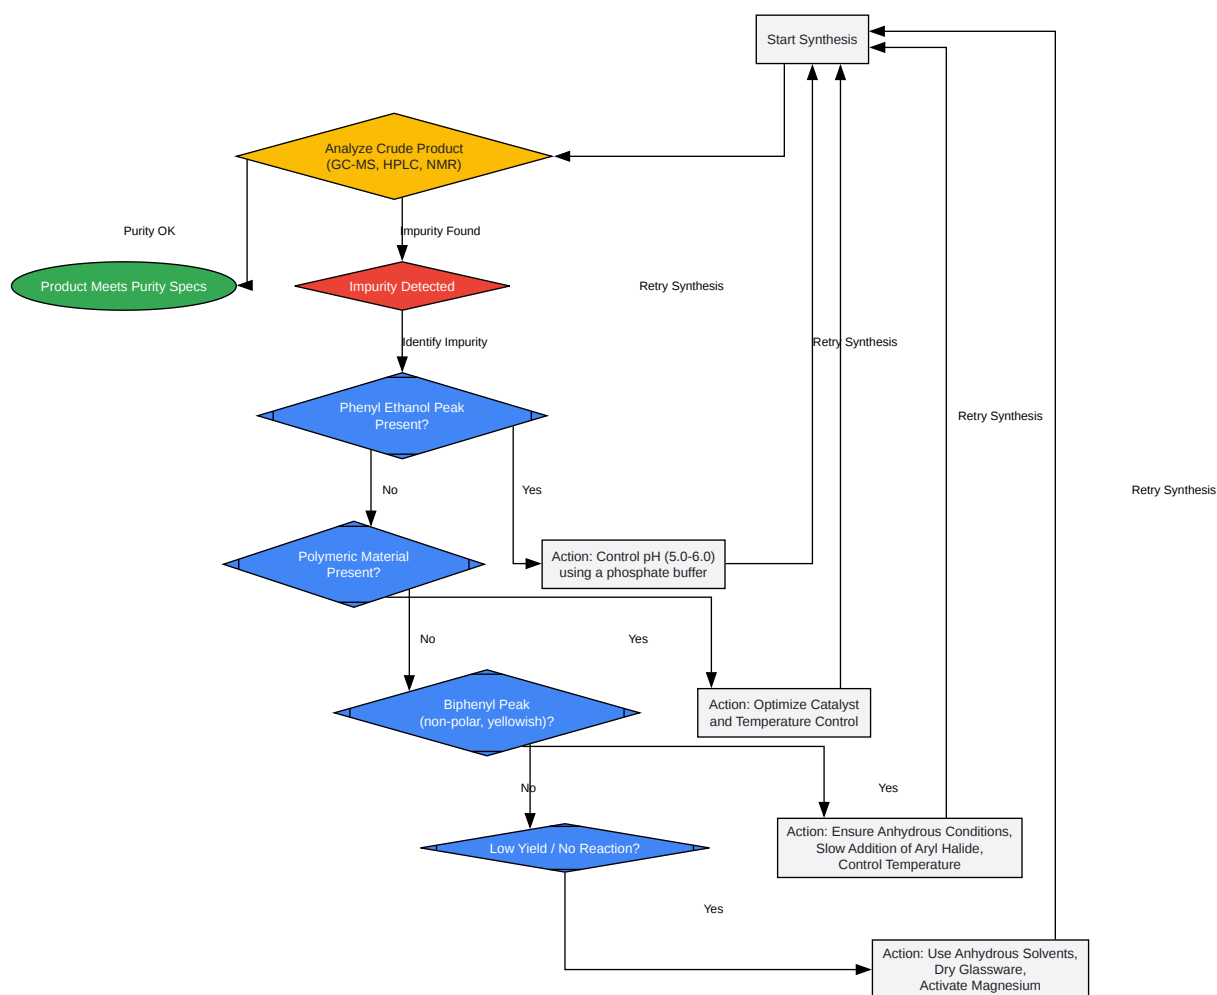 Start Synthesis
Analyze Crude Product
(GC-MS, HPLC, NMR)
Purity OK
Impurity Found
Product Meets Purity Specs
Impurity Detected
Retry Synthesis
Identify Impurity
Retry Synthesis
Phenyl Ethanol Peak
Present?
Retry Synthesis
No
Yes
Retry Synthesis
Polymeric Material
Present?
Action: Control pH (5.0-6.0)
using a phosphate buffer
No
Yes
Biphenyl Peak
(non-polar, yellowish)?
Action: Optimize Catalyst
and Temperature Control
No
Yes
Action: Ensure Anhydrous Conditions,
Slow Addition of Aryl Halide,
Control Temperature
Low Yield / No Reaction?
Yes
Action: Use Anhydrous Solvents,
Dry Glassware,
Activate Magnesium